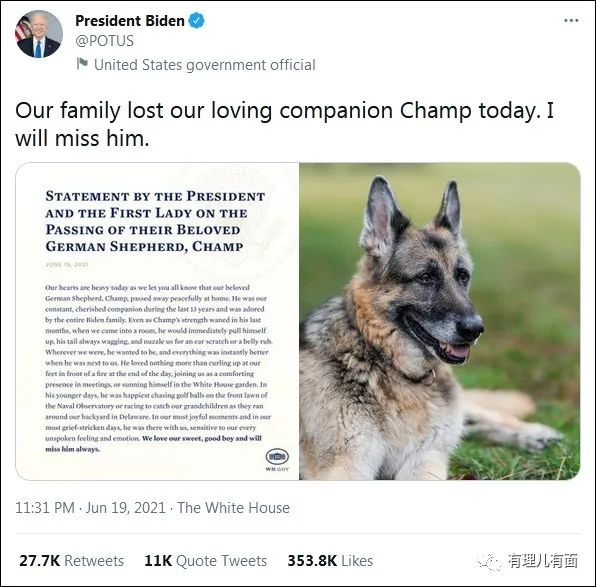 President Biden
@POTUS
United States government official
Our family lost our loving companion Champ today. I
will miss him.
STATEMENT BY THE PRESIDENT
AND THE FIRST LADY ON THE
PASSING OF THEIR BELOVED
GERMAN SHEPHERD, CHAMP
JUNE 19, 2021
Our hearts are heavy today as we let you all know that our beloved
German Shepherd, Champ, passed away peacefully at home. He was our
constant, cherished companion during the last 13 years and was adored
by the entire Biden family. Even as Champ's strength waned in his last
months, when we came into a room, he would immediately pull himself
up, his tail always wagging, and nuzzle us for an ear scratch or a belly rub.
Wherever we were, he wanted to be, and everything was instantly better
when he was next to us. He loved nothing more than curling up at our
feet in front of a fire at the end of the day, joining us as a comforting
presence in meetings, or sunning himself in the White House garden. In
his younger days, he was happiest chasing golf balls on the front lawn of
the Naval Observatory or racing to catch our grandchildren as they ran
around our backyard in Delaware. In our most joyful moments and in our
most grief-stricken days, he was there with us, sensitive to our every
unspoken feeling and emotion. We love our sweet, good boy and will
miss him always.
WH.GOV
11:31 PM · Jun 19, 2021 · The White House
27.7K Retweets 11K Quote Tweets 353.8K Likes
有理儿有面